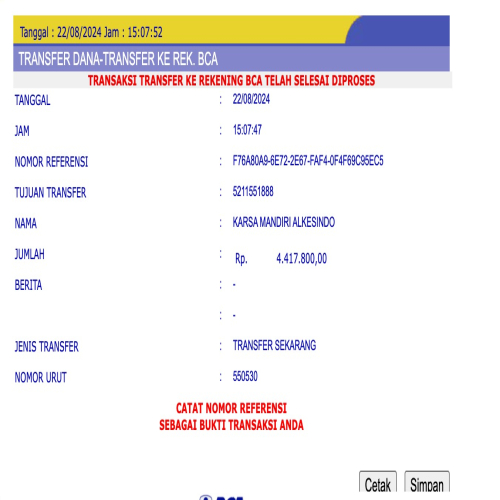 Tanggal : 22/08/2024 Jam : 15:07:52
TRANSFER DANA-TRANSFER KE REK. BCA
TRANSAKSI TRANSFER KE REKENING BCA TELAH SELESAI DIPROSES
TANGGAL : 22/08/2024
JAM : 15:07:47
NOMOR REFERENSI : F76A80A9-6E72-2E67-FAF4-0F4F69C95EC5
TUJUAN TRANSFER : 5211551888
NAMA : KARSA MANDIRI ALKESINDO
JUMLAH : Rp. 4.417.800,00
BERITA : -
: -
JENIS TRANSFER : TRANSFER SEKARANG
NOMOR URUT : 550530
CATAT NOMOR REFERENSI
SEBAGAI BUKTI TRANSAKSI ANDA
Cetak Simpan